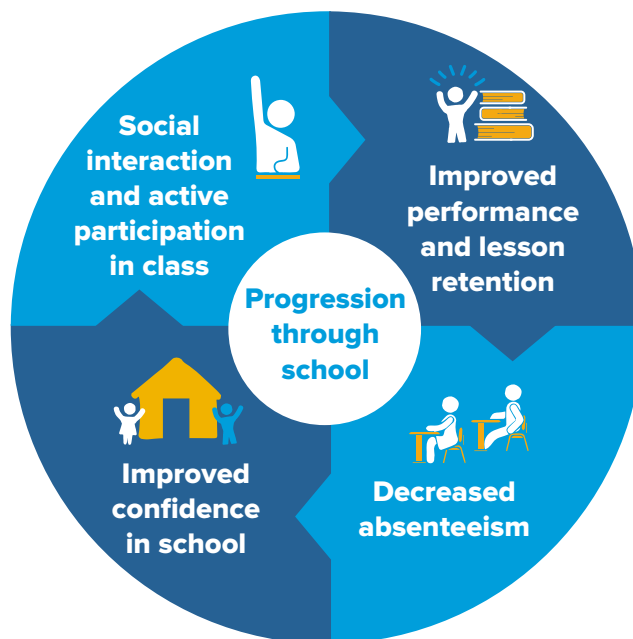 Social
interaction
and active
participation
in class
Improved
performance
and lesson
retention
Progression
through
school
Improved
confidence
in school
Decreased
absenteeism